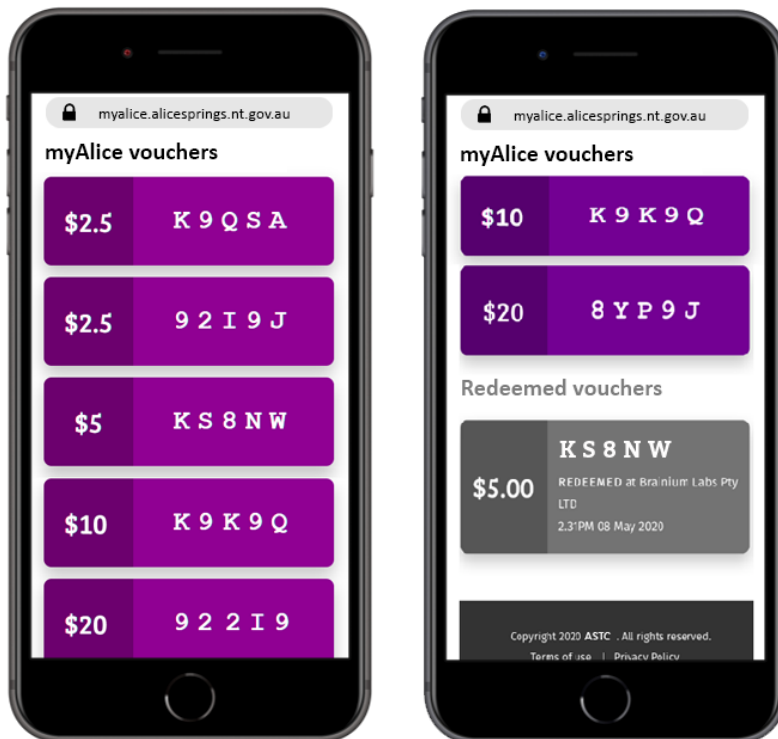 myalice.alicesprings.nt.gov.au
myAlice vouchers
$2.5 K9QSA
$2.5 92I9J
$5 KS8NW
$10 K9K9Q
$20 922I9
myalice.alicesprings.nt.gov.au
myAlice vouchers
$10 K9K9Q
$20 8YP9J
Redeemed vouchers
KS8NW
$5.00 REDEEMED at Brainium Labs Pty
LTD
2.31PM 08 May 2020
Copyright 2020 ASTC . All rights reserved.
Terms of use | Privacy Policy